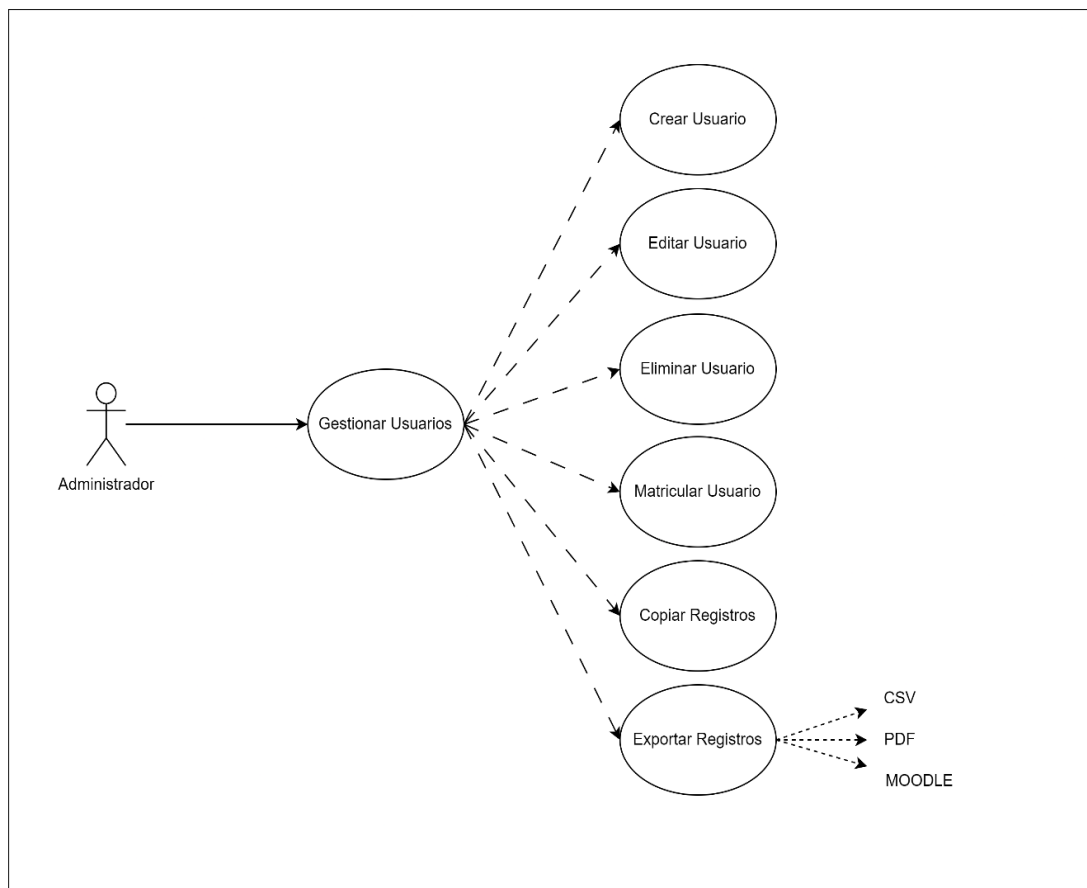 Crear Usuario
Editar Usuario
Eliminar Usuario
Gestionar Usuarios
Administrador
Matricular Usuario
Copiar Registros
Exportar Registros
CSV
PDF
MOODLE